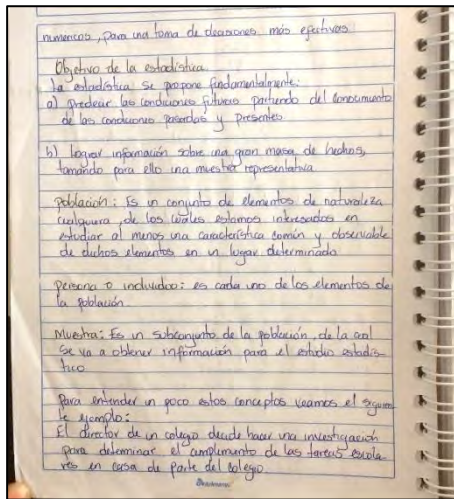 numericos, para una toma de decisiones más efectivas
Objetivo de la estadística
La estadística se propone fundamentalmente:
a) Predecir las condiciones futuras partiendo del conocimiento
de las condiciones pasadas y presentes
b) Lograr información sobre una gran masa de hechos,
tomando para ello una muestra representativa
población: Es un conjunto de elementos de naturaleza
cualquiera, de los cuales estamos interesados en
estudiar al menos una característica común y observable
de dichos elementos en un lugar determinado
persona o individuo: es cada uno de los elementos de
la población
Muestra: Es un subconjunto de la población, de la cual
se va a obtener información para el estudio estadís-
tico
Para entender un poco estos conceptos veamos el siguien
te ejemplo:
El director de un colegio decide hacer una investigación
para determinar el cumplimento de las tareas escola-
res en casa de parte del colegio.